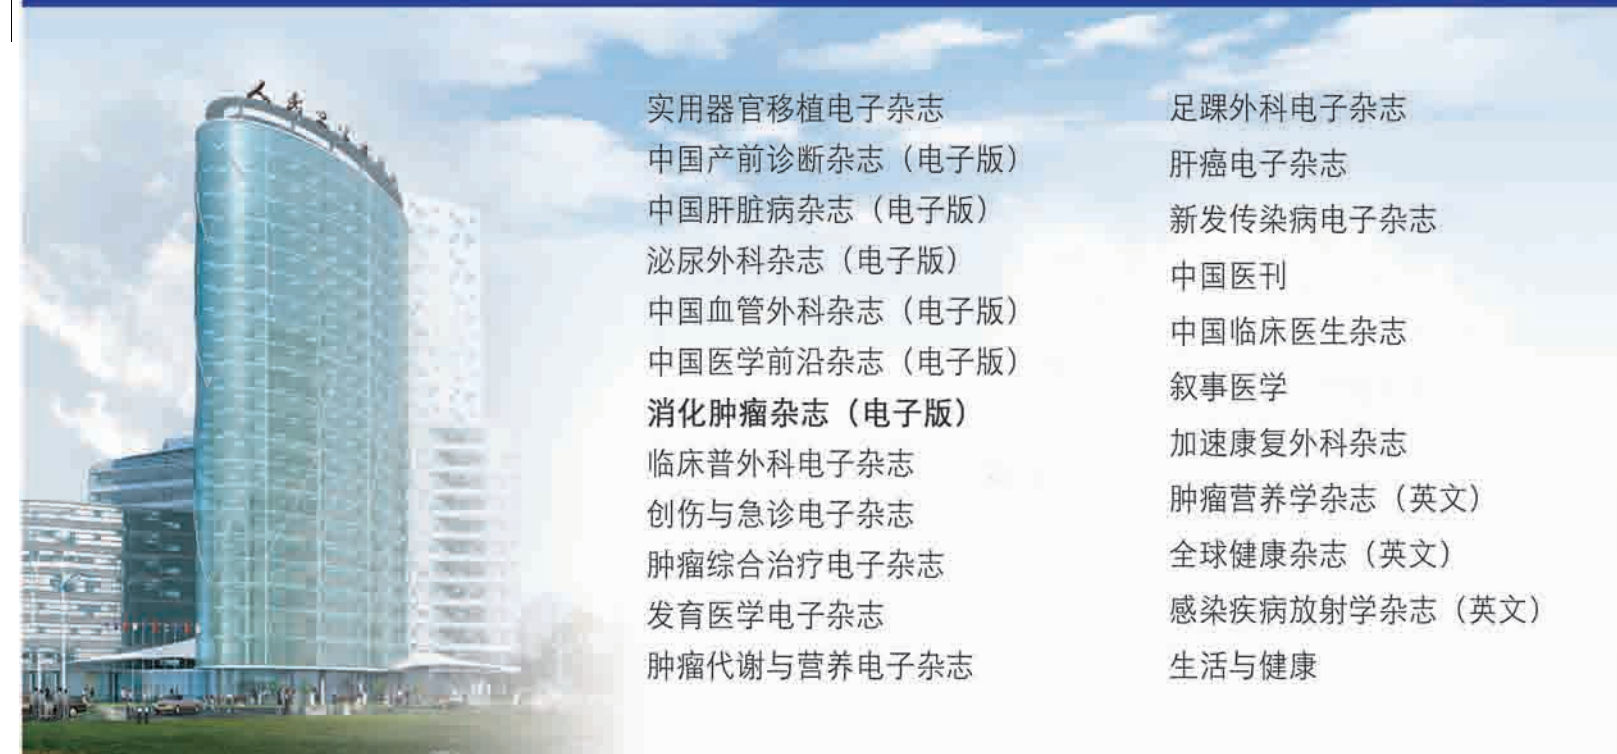 实用器官移植电子杂志
中国产前诊断杂志（电子版）
中国肝脏病杂志（电子版）
泌尿外科杂志（电子版）
中国血管外科杂志（电子版）
中国医学前沿杂志（电子版）
消化肿瘤杂志（电子版）
临床普外科电子杂志
创伤与急诊电子杂志
肿瘤综合治疗电子杂志
发育医学电子杂志
肿瘤代谢与营养电子杂志
足踝外科电子杂志
肝癌电子杂志
新发传染病电子杂志
中国医刊
中国临床医生杂志
叙事医学
加速康复外科杂志
肿瘤营养学杂志（英文）
全球健康杂志（英文）
感染疾病放射学杂志（英文）
生活与健康